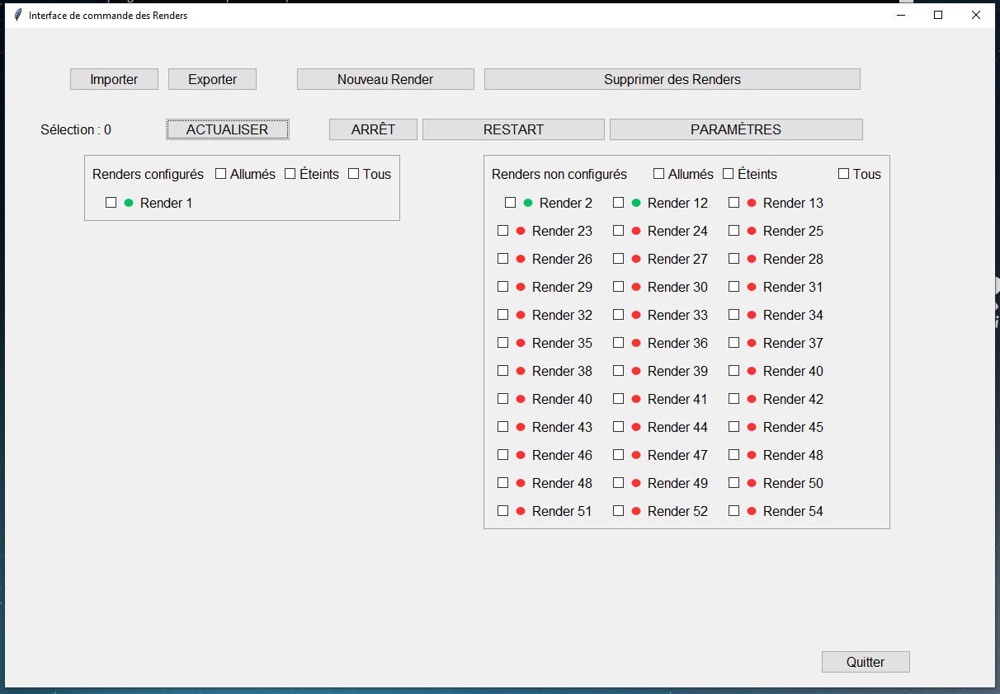 Interface de commande des Renders
Importer Exporter Nouveau Render Supprimer des Renders
Sélection : 0 ACTUALISER ARRÊT RESTART PARAMÈTRES
Renders configurés Allumés Éteints Tous
Render 1
Renders non configurés Allumés Éteints Tous
Render 2 Render 12 Render 13
Render 23 Render 24 Render 25
Render 26 Render 27 Render 28
Render 29 Render 30 Render 31
Render 32 Render 33 Render 34
Render 35 Render 36 Render 37
Render 38 Render 39 Render 40
Render 40 Render 41 Render 42
Render 43 Render 44 Render 45
Render 46 Render 47 Render 48
Render 48 Render 49 Render 50
Render 51 Render 52 Render 54
Quitter